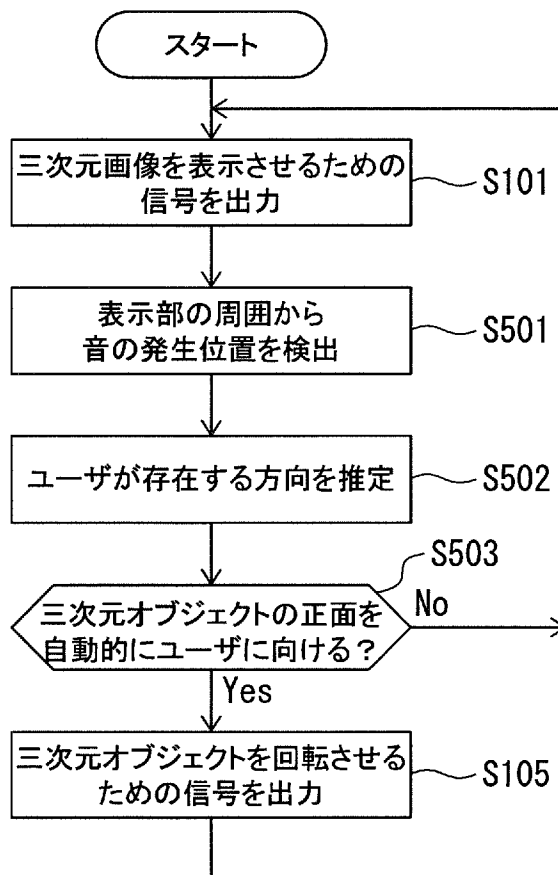 スタート
三次元画像を表示させるための
信号を出力
S101
表示部の周囲から
音の発生位置を検出
S501
ユーザが存在する方向を推定
S502
S503
三次元オブジェクトの正面を
自動的にユーザに向ける？
No
Yes
三次元オブジェクトを回転させる
ための信号を出力
S105